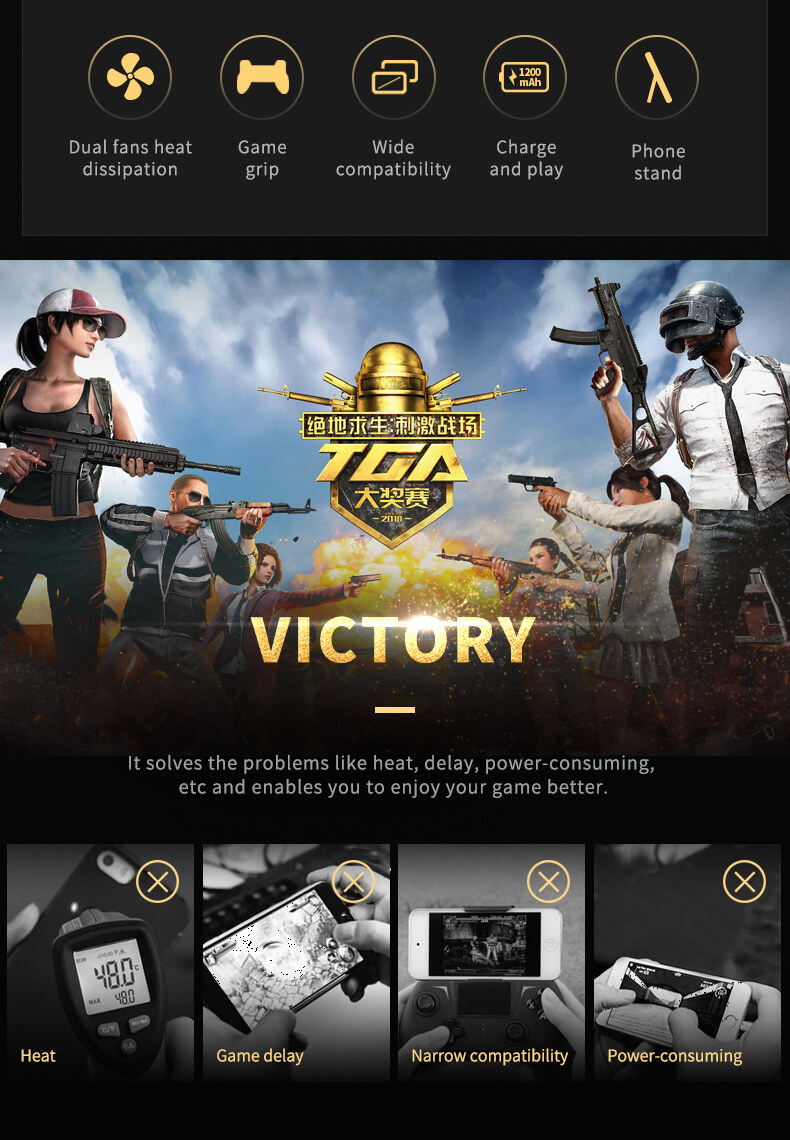 1200
mAh
Dual fans heat
dissipation
Game
grip
Wide
compatibility
Charge
and play
Phone
stand
绝地求生:刺激战场
TGA
大奖赛
-2018-
VICTORY
It solves the problems like heat, delay, power-consuming,
etc and enables you to enjoy your game better.
48.0
°C
MAX 48.0
Heat
Game delay
Narrow compatibility
Power-consuming